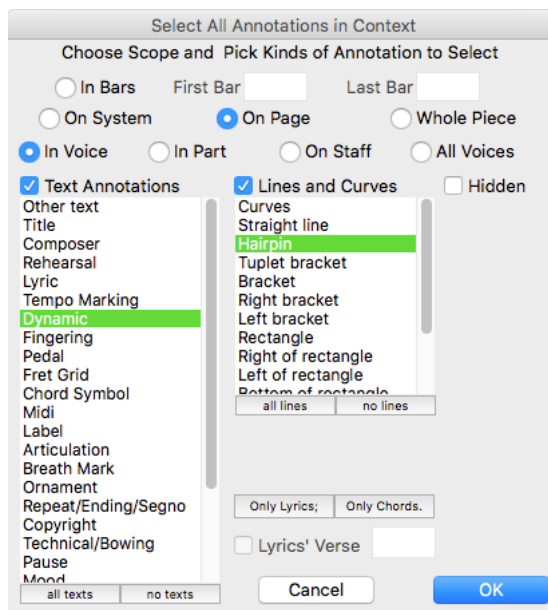 Select All Annotations in Context
Choose Scope and Pick Kinds of Annotation to Select
In Bars First Bar Last Bar
On System On Page Whole Piece
In Voice In Part On Staff All Voices
Text Annotations
Other text
Title
Composer
Rehearsal
Lyric
Tempo Marking
Dynamic
Fingering
Pedal
Fret Grid
Chord Symbol
Midi
Label
Articulation
Breath Mark
Ornament
Repeat/Ending/Segno
Copyright
Technical/Bowing
Pause
Mood
all texts no texts
Lines and Curves
Curves
Straight line
Hairpin
Tuplet bracket
Bracket
Right bracket
Left bracket
Rectangle
Right of rectangle
Left of rectangle
Bottom of rectangle
all lines no lines
Hidden
Only Lyrics; Only Chords.
Lyrics' Verse
Cancel OK